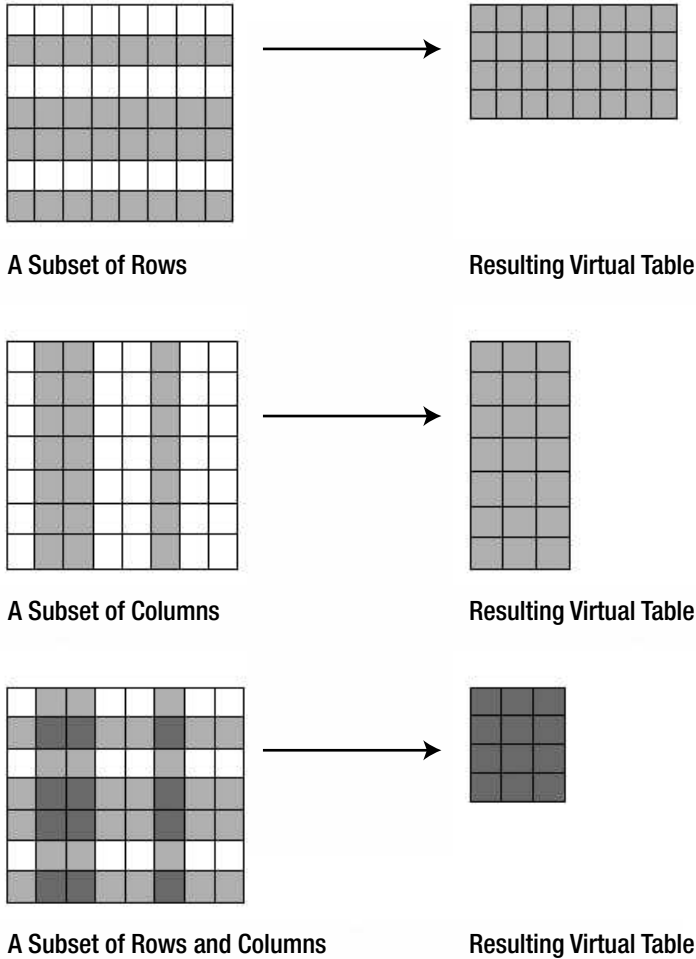 A Subset of Rows
Resulting Virtual Table
A Subset of Columns
Resulting Virtual Table
A Subset of Rows and Columns
Resulting Virtual Table